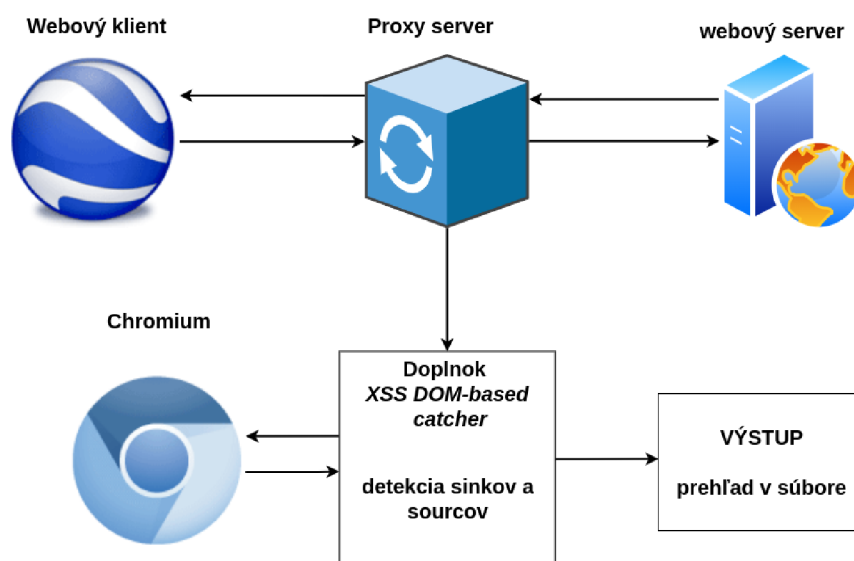 Webový klient
Proxy server
webový server
Chromium
Doplnok
XSS DOM-based
catcher
detekcia sinkov a
sourcov
VÝSTUP
prehľad v súbore